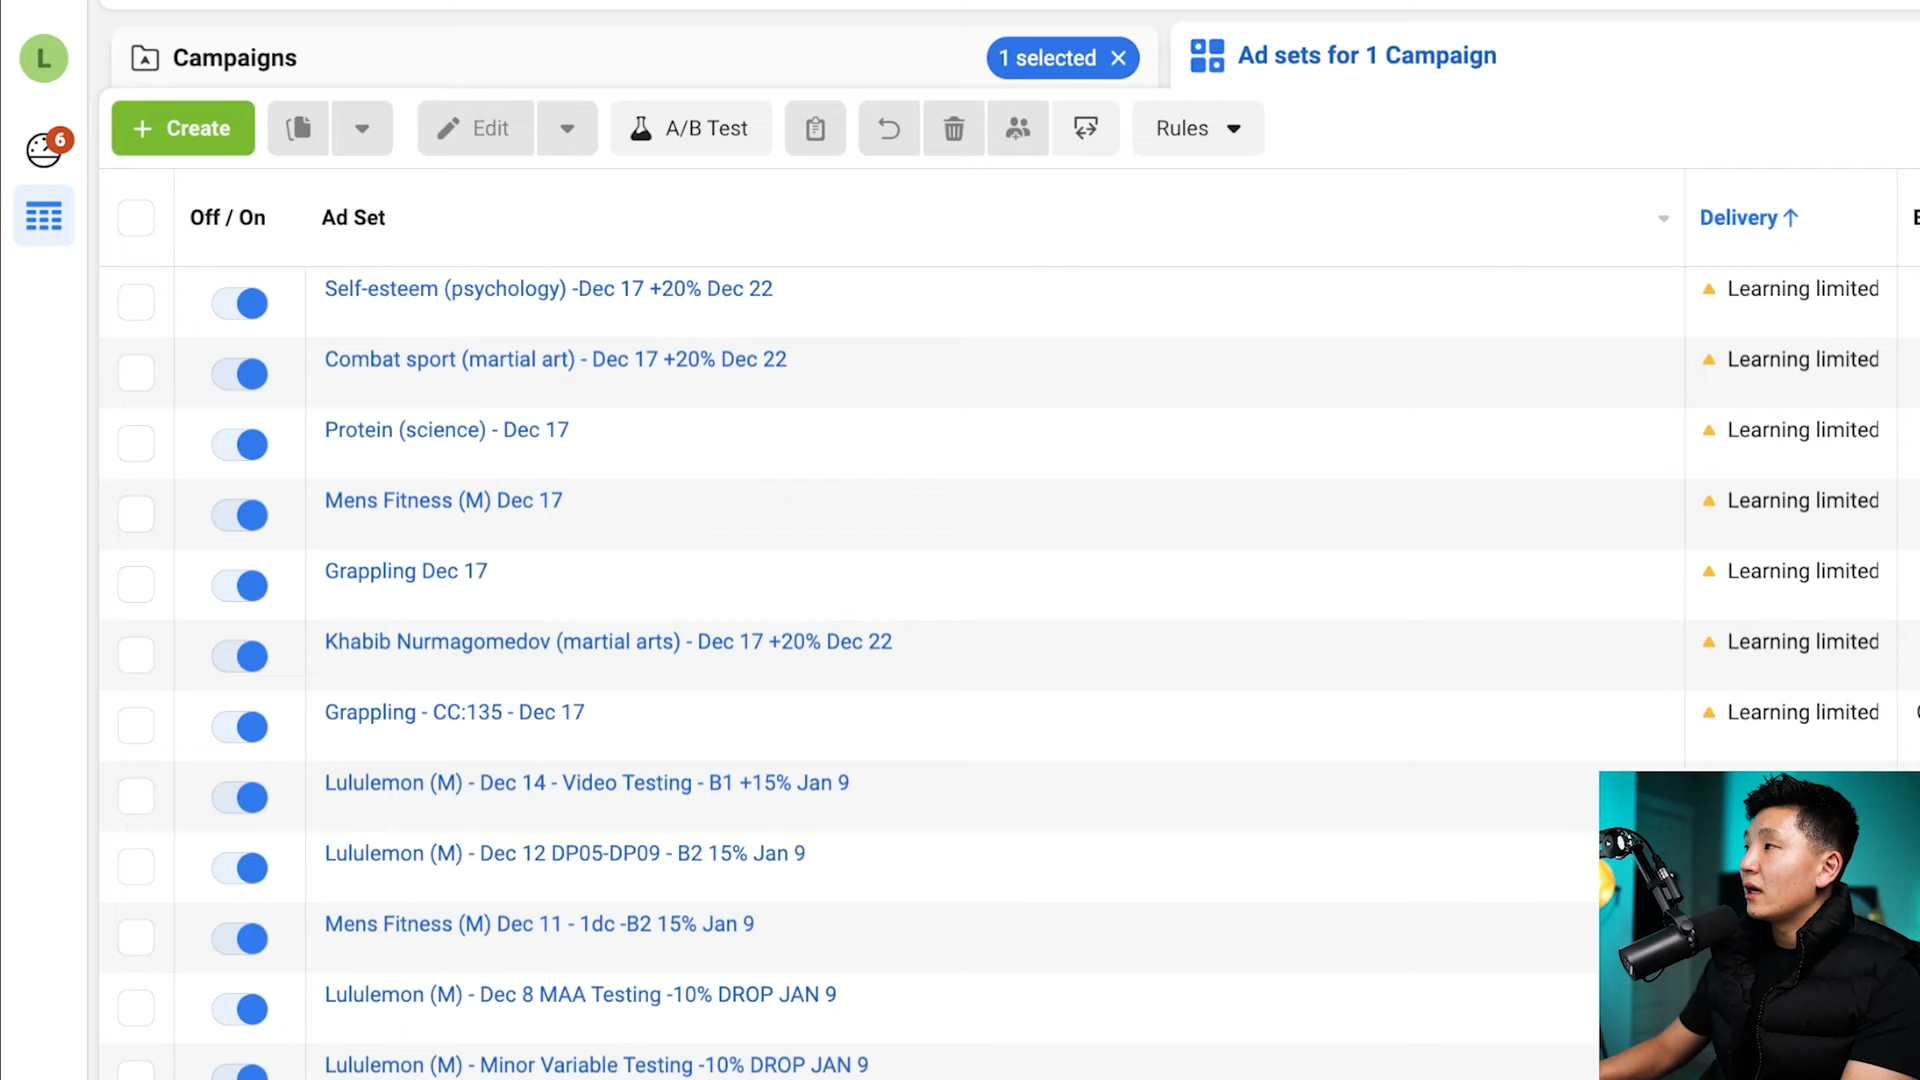 L
Campaigns
1 selected
Ad sets for 1 Campaign
6
Create
Edit
A/B Test
Rules
Off / On
Ad Set
Delivery
Self-esteem (psychology) -Dec 17 +20% Dec 22
Learning limited
Combat sport (martial art) - Dec 17 +20% Dec 22
Learning limited
Protein (science) - Dec 17
Learning limited
Mens Fitness (M) Dec 17
Learning limited
Grappling Dec 17
Learning limited
Khabib Nurmagomedov (martial arts) - Dec 17 +20% Dec 22
Learning limited
Grappling - CC:135 - Dec 17
Learning limited
Lululemon (M) - Dec 14 - Video Testing - B1 +15% Jan 9
Lululemon (M) - Dec 12 DP05-DP09 - B2 15% Jan 9
Mens Fitness (M) Dec 11 - 1dc -B2 15% Jan 9
Lululemon (M) - Dec 8 MAA Testing -10% DROP JAN 9
Lululemon (M) - Minor Variable Testing -10% DROP JAN 9